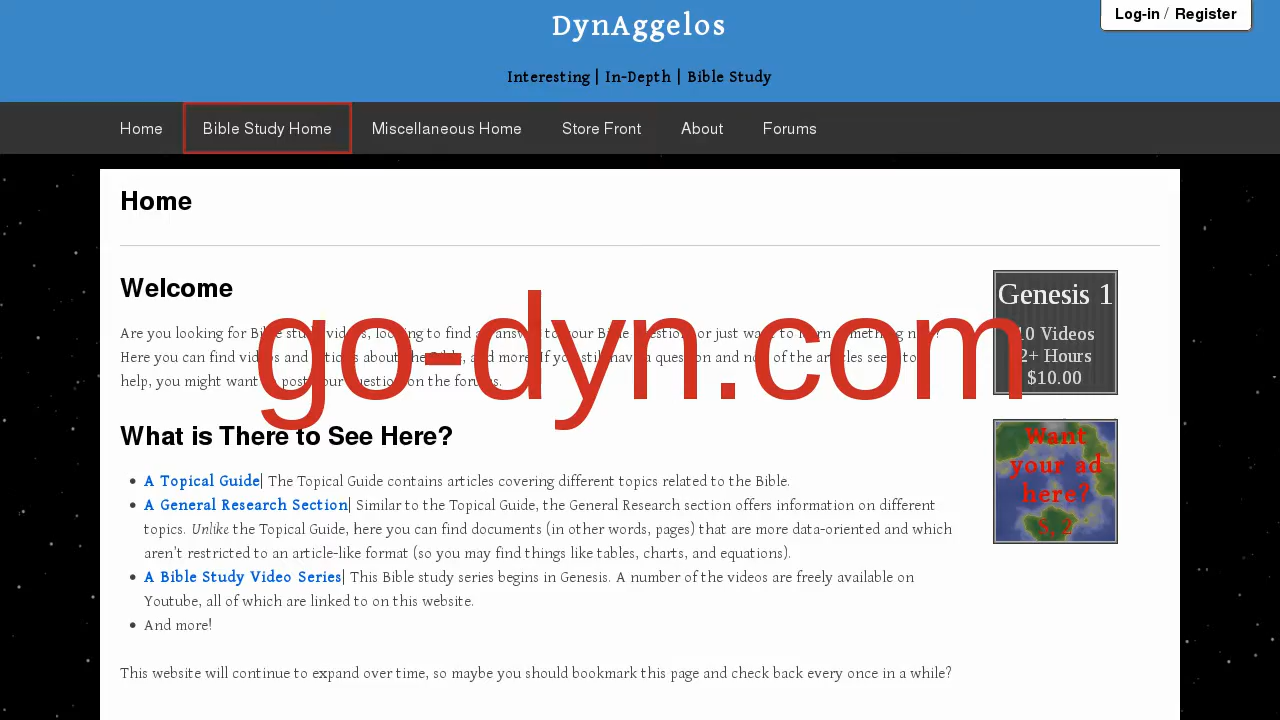 DynAggelos
Log-in / Register
Interesting | In-Depth | Bible Study
Home
Bible Study Home
Miscellaneous Home
Store Front
About
Forums
Home
Welcome
Are you looking for Bible study videos, looking to find an answer to your Bible question, or just want to learn something new?
Here you can find videos and articles about the Bible, and more. If you still have a question and none of the articles seem to
help, you might want to post your question on the forums.
go-dyn.com
Genesis 1
10 Videos
2+ Hours
$10.00
What is There to See Here?
A Topical Guide| The Topical Guide contains articles covering different topics related to the Bible.
A General Research Section| Similar to the Topical Guide, the General Research section offers information on different
topics. Unlike the Topical Guide, here you can find documents (in other words, pages) that are more data-oriented and which
aren't restricted to an article-like format (so you may find things like tables, charts, and equations).
A Bible Study Video Series| This Bible study series begins in Genesis. A number of the videos are freely available on
Youtube, all of which are linked to on this website.
And more!
Want
your ad
here?
This website will continue to expand over time, so maybe you should bookmark this page and check back every once in a while?